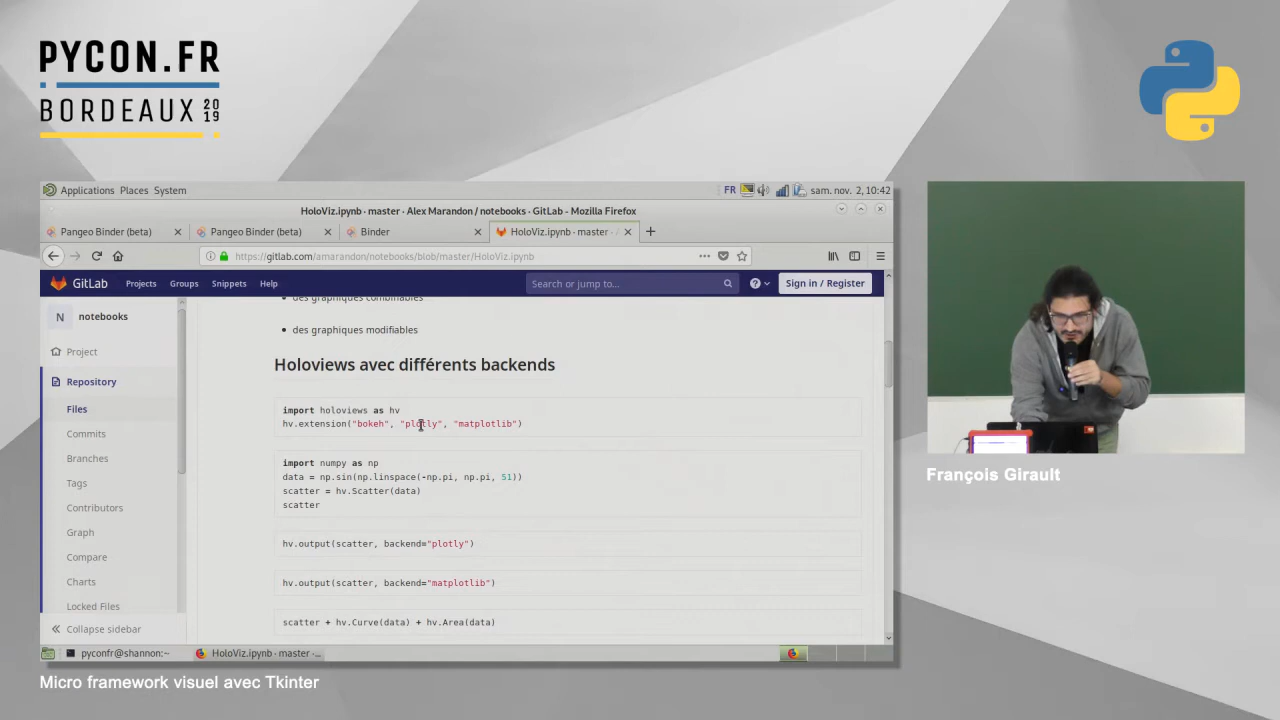 PYCON.FR
BORDEAUX 2019
Applications Places System
FR
sam. nov. 2, 10:42
HoloViz.ipynb · master · Alex Marandon / notebooks · GitLab - Mozilla Firefox
Pangeo Binder (beta)
Pangeo Binder (beta)
Binder
HoloViz.ipynb · master ·
https://gitlab.com/amarandon/notebooks/blob/master/HoloViz.ipynb
GitLab
Projects
Groups
Snippets
Help
Search or jump to...
Sign in / Register
N notebooks
Project
Repository
Files
Commits
Branches
Tags
Contributors
Graph
Compare
Charts
Locked Files
Collapse sidebar
des graphiques combinables
des graphiques modifiables
Holoviews avec différents backends
import holoviews as hv
hv.extension("bokeh", "plotly", "matplotlib")
import numpy as np
data = np.sin(np.linspace(-np.pi, np.pi, 51))
scatter = hv.Scatter(data)
scatter
hv.output(scatter, backend="plotly")
hv.output(scatter, backend="matplotlib")
scatter + hv.Curve(data) + hv.Area(data)
pyconfr@shannon:~
HoloViz.ipynb · master ·...
François Girault
Micro framework visuel avec Tkinter